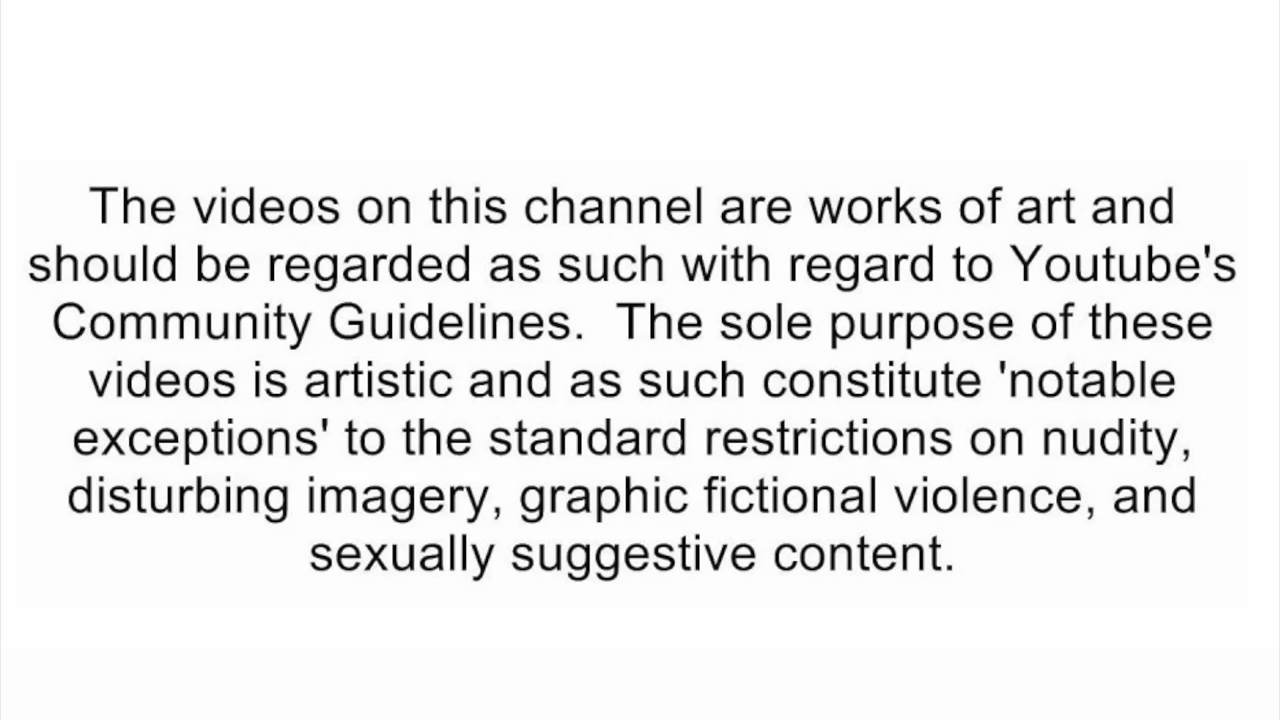 The videos on this channel are works of art and
should be regarded as such with regard to Youtube's
Community Guidelines.  The sole purpose of these
videos is artistic and as such constitute 'notable
exceptions' to the standard restrictions on nudity,
disturbing imagery, graphic fictional violence, and
sexually suggestive content.